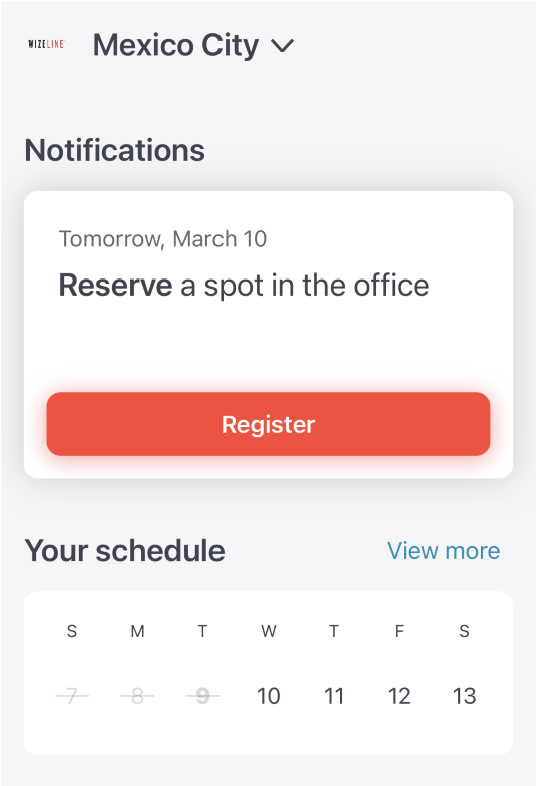 WIZELINE
Mexico City
Notifications
Tomorrow, March 10
Reserve a spot in the office
Register
Your schedule
View more
S M T W T F S
7 8 9 10 11 12 13